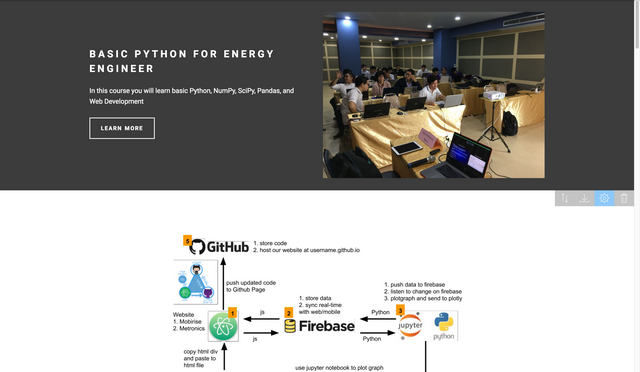 BASIC PYTHON FOR ENERGY
ENGINEER
In this course you will learn basic Python, NumPy, SciPy, Pandas, and
Web Development
LEARN MORE
5
GitHub
1. store code
2. host our website at username.github.io
push updated code
to Github Page
Website
1. Mobirise
2. Metronics
1
js
js
1. store data
2. sync real-time
with web/mobile
2
Firebase
Python
Python
1. push data to firebase
2. listen to change on firebase
3. plotgraph and send to plotly
3
jupyter
python
copy html div
and paste to
html file
use jupyter notebook to plot graph